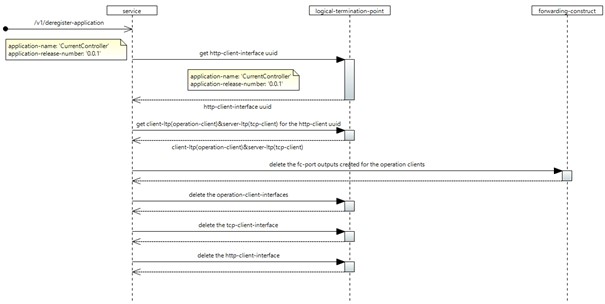 service
logical-termination-point
forwarding-construct
/v1/deregister-application
application-name: 'CurrentController'
application-release-number: '0.0.1'
get http-client-interface uuid
application-name: 'CurrentController'
application-release-number: '0.0.1'
http-client-interface uuid
get client-ltp(operation-client)&server-ltp(tcp-client) for the http-client uuid
client-ltp(operation-client)&server-ltp(tcp-client)
delete the fc-port outputs created for the operation clients
delete the operation-client-interfaces
delete the tcp-client-interface
delete the http-client-interface